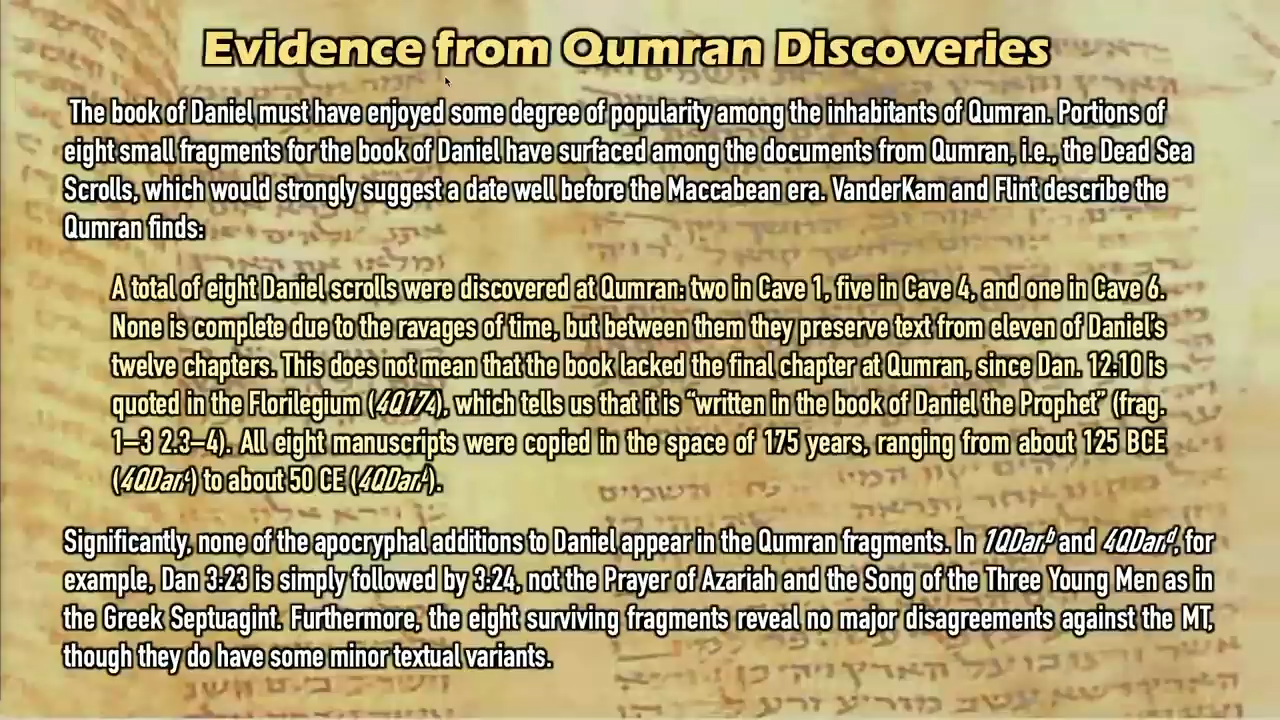 Evidence from Qumran Discoveries
The book of Daniel must have enjoyed some degree of popularity among the inhabitants of Qumran. Portions of
eight small fragments for the book of Daniel have surfaced among the documents from Qumran, i.e., the Dead Sea
Scrolls, which would strongly suggest a date well before the Maccabean era. VanderKam and Flint describe the
Qumran finds:
A total of eight Daniel scrolls were discovered at Qumran: two in Cave 1, five in Cave 4, and one in Cave 6.
None is complete due to the ravages of time, but between them they preserve text from eleven of Daniel's
twelve chapters. This does not mean that the book lacked the final chapter at Qumran, since Dan. 12:10 is
quoted in the Florilegium (4Q174), which tells us that it is “written in the book of Daniel the Prophet” (frag.
1–3 2.3–4). All eight manuscripts were copied in the space of 175 years, ranging from about 125 BCE
(4QDanᶜ) to about 50 CE (4QDan).
Significantly, none of the apocryphal additions to Daniel appear in the Qumran fragments. In 1QDanᵇ and 4QDanᵈ, for
example, Dan 3:23 is simply followed by 3:24, not the Prayer of Azariah and the Song of the Three Young Men as in
the Greek Septuagint. Furthermore, the eight surviving fragments reveal no major disagreements against the MT,
though they do have some minor textual variants.